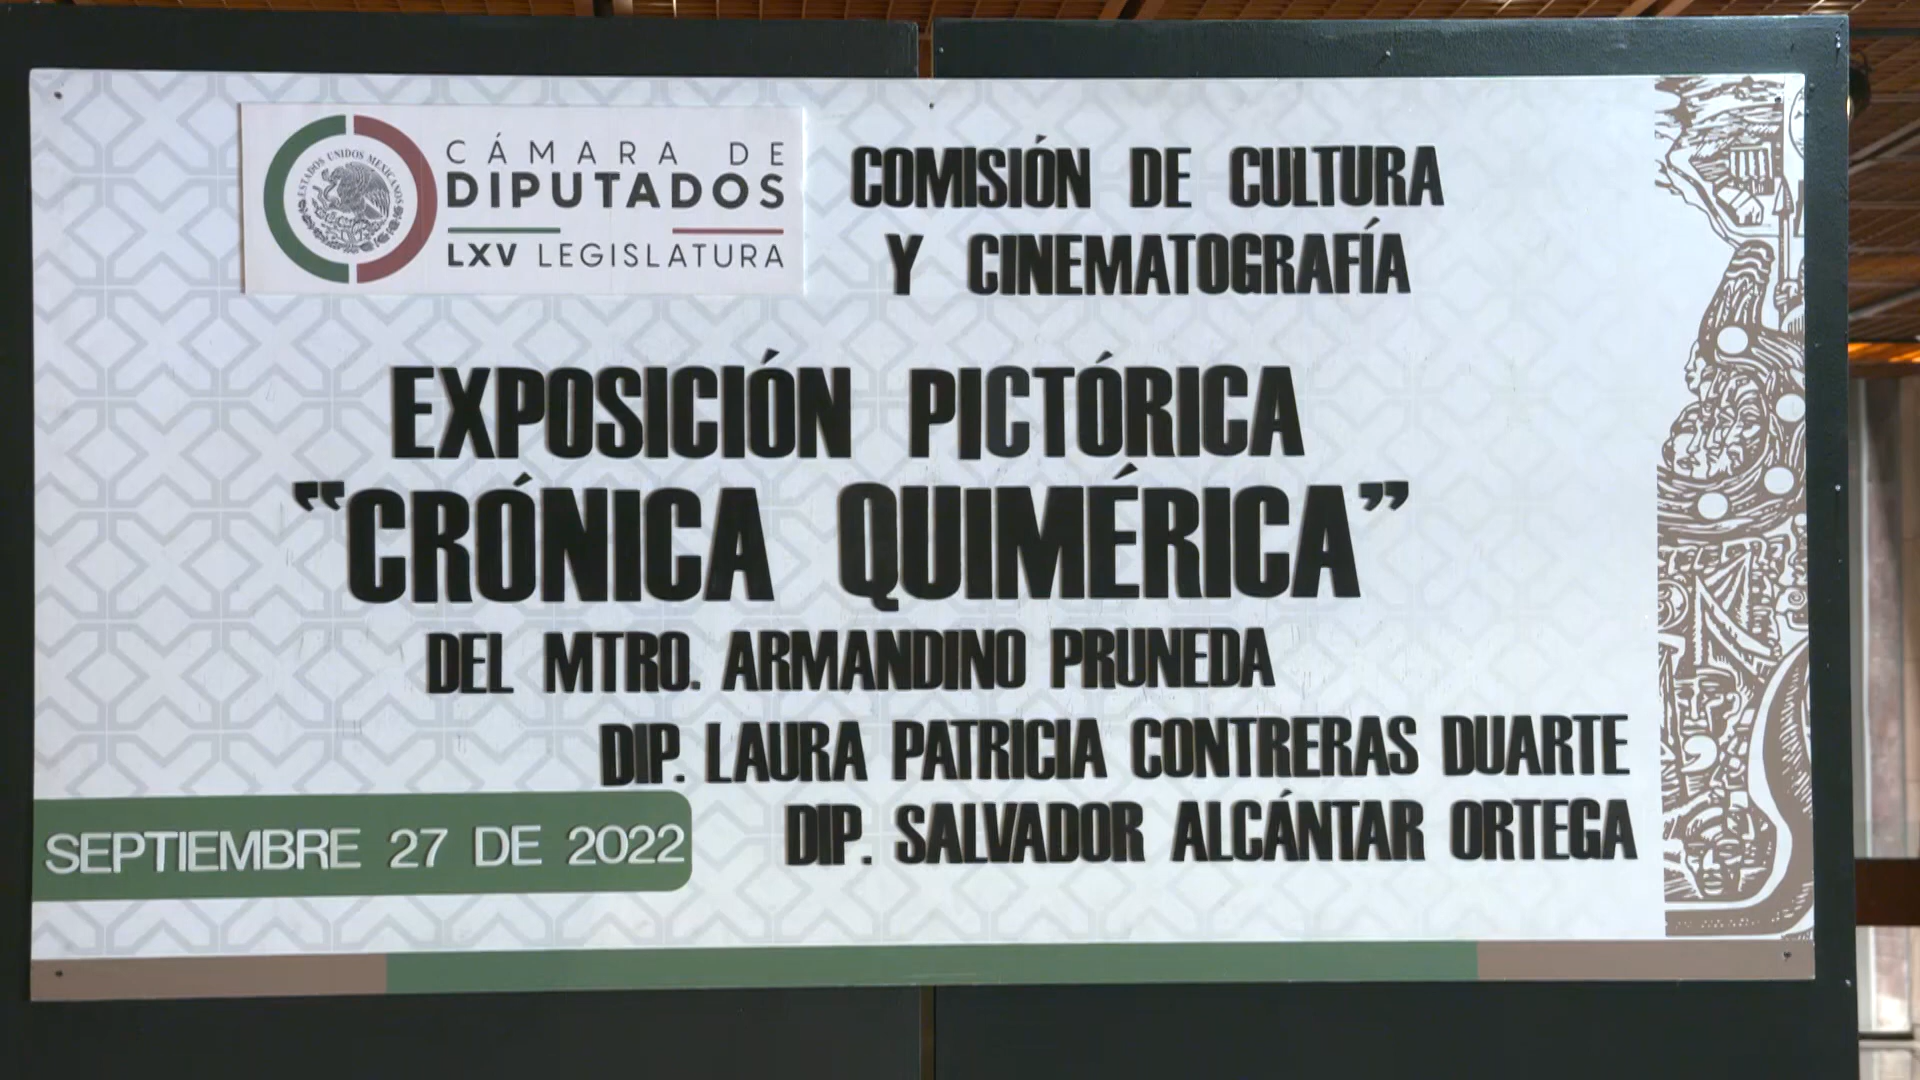 ESTADOS UNIDOS MEXICANOS
CÁMARA DE
DIPUTADOS
LXV LEGISLATURA
COMISIÓN DE CULTURA
Y CINEMATOGRAFÍA
EXPOSICIÓN PICTÓRICA
“CRÓNICA QUIMÉRICA”
DEL MTRO. ARMANDINO PRUNEDA
DIP. LAURA PATRICIA CONTRERAS DUARTE
DIP. SALVADOR ALCÁNTAR ORTEGA
SEPTIEMBRE 27 DE 2022